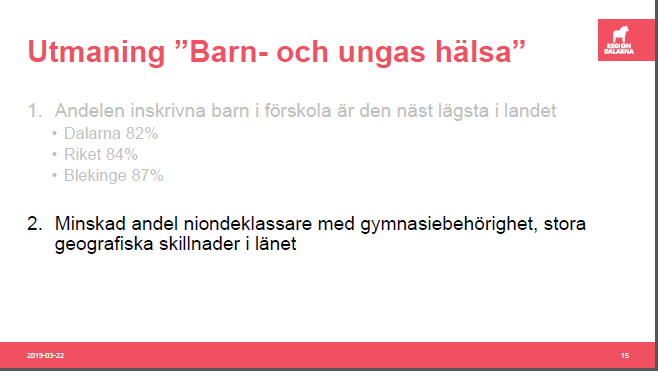 Utmaning ”Barn- och ungas hälsa”
REGION
DALARNA
1. Andelen inskrivna barn i förskola är den näst lägsta i landet
• Dalarna 82%
• Riket 84%
• Blekinge 87%
2. Minskad andel niondeklassare med gymnasiebehörighet, stora
geografiska skillnader i länet
2019-03-22
15